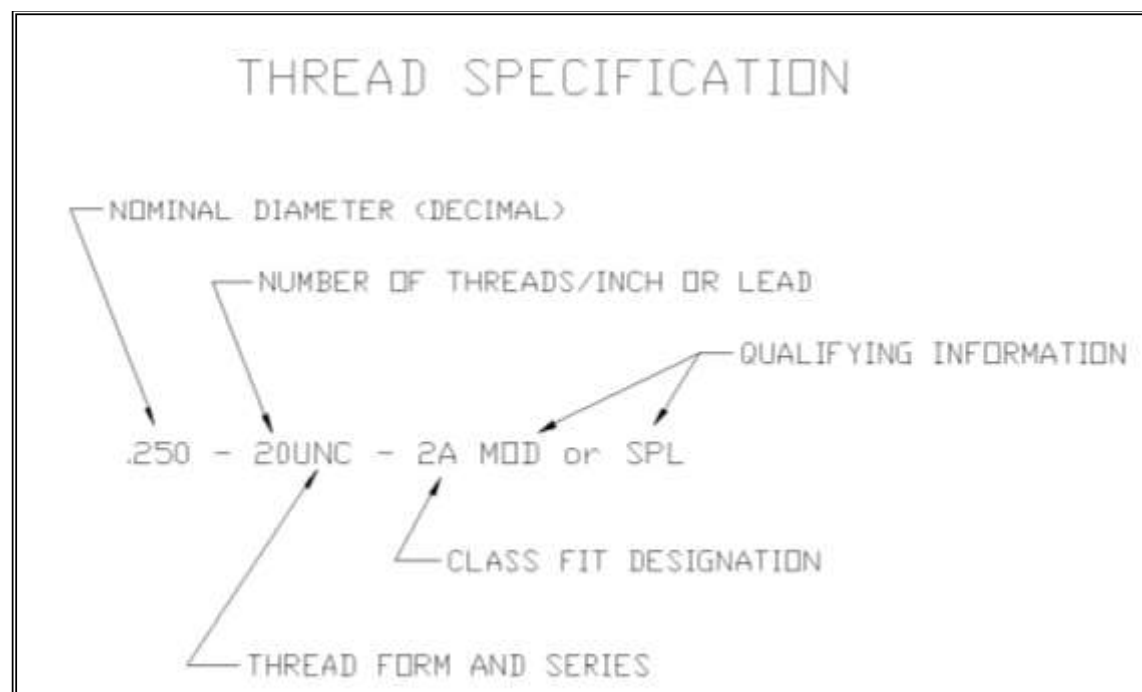 THREAD SPECIFICATION
NOMINAL DIAMETER (DECIMAL)
NUMBER OF THREADS/INCH OR LEAD
QUALIFYING INFORMATION
.250 - 20UNC - 2A MOD or SPL
CLASS FIT DESIGNATION
THREAD FORM AND SERIES